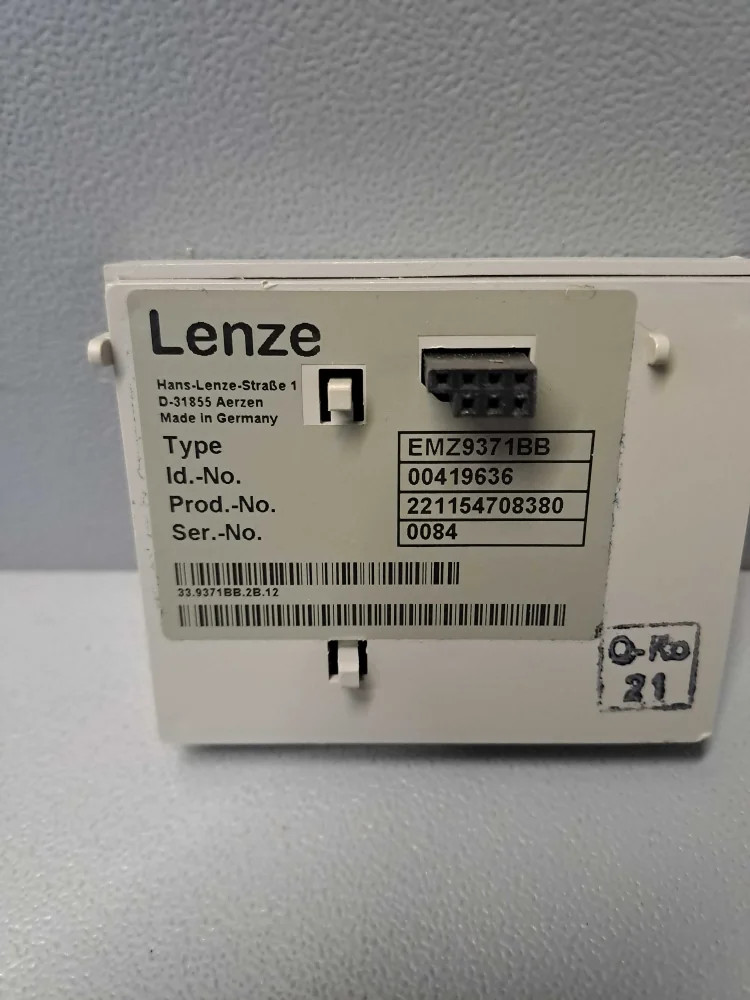 Lenze
Hans-Lenze-Straße 1
D-31855 Aerzen
Made in Germany
Type EMZ9371BB
Id.-No. 00419636
Prod.-No. 221154708380
Ser.-No. 0084
33.9371BB.2B.12
Q-Ko
21